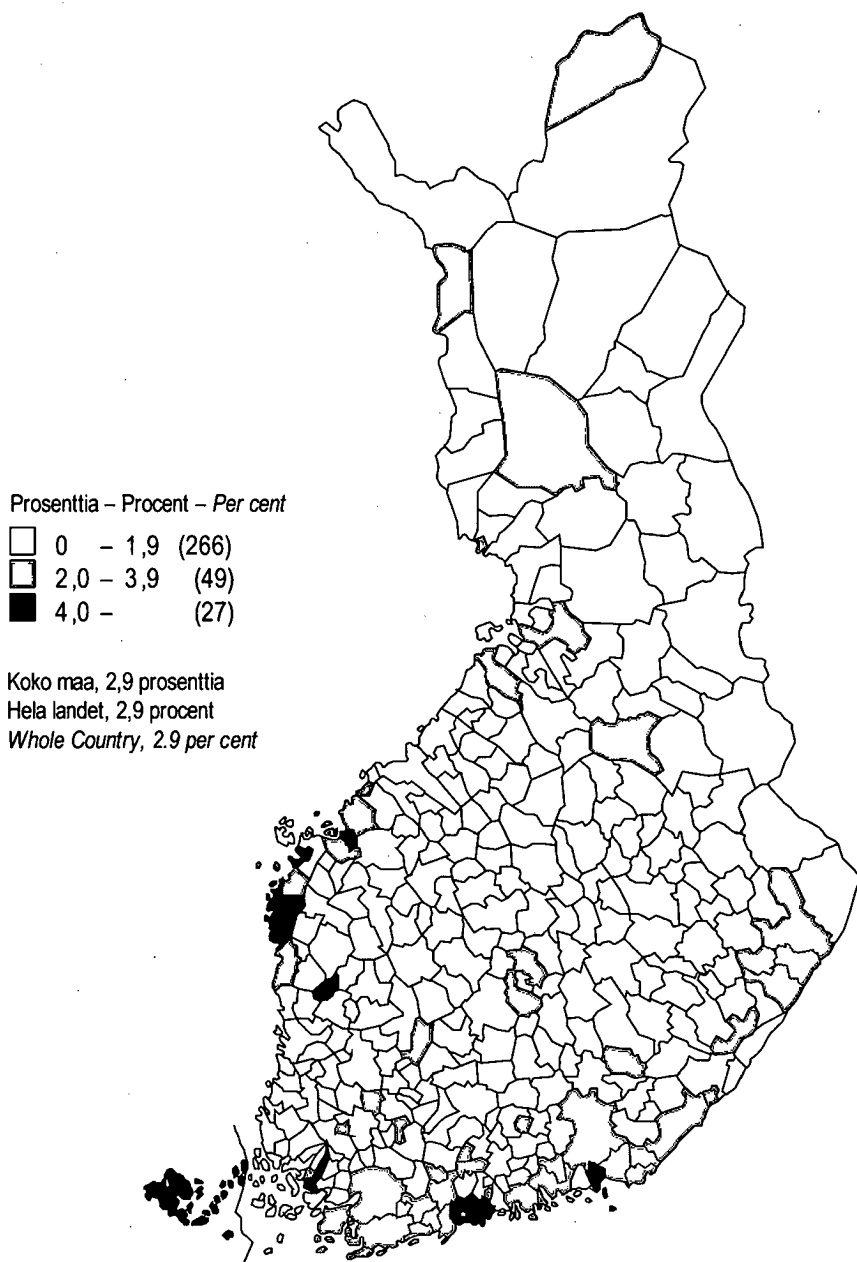 Prosenttia – Procent – Per cent
0 – 1,9 (266)
2,0 – 3,9 (49)
4,0 – (27)
Koko maa, 2,9 prosenttia
Hela landet, 2,9 procent
Whole Country, 2.9 per cent